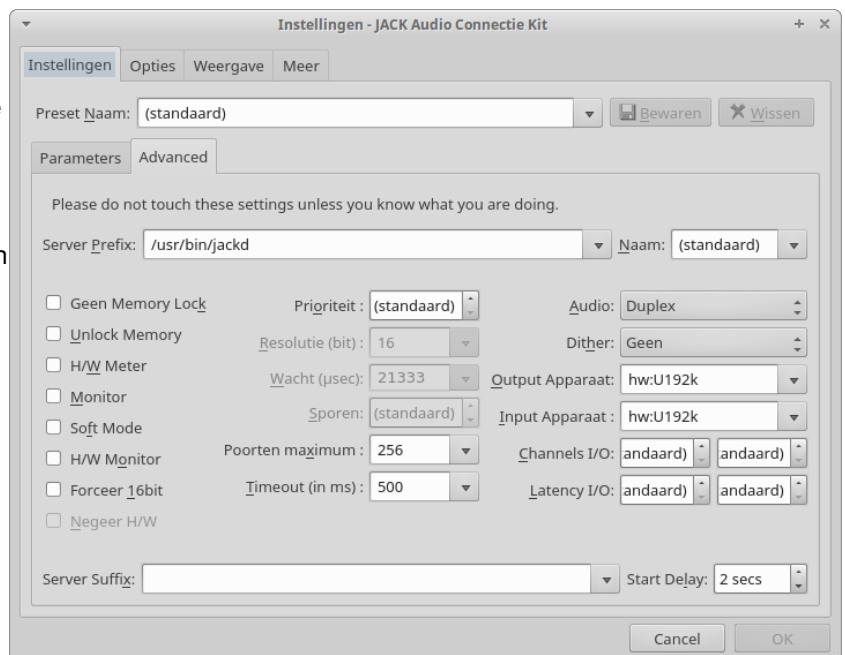 Instellingen - JACK Audio Connectie Kit
Instellingen Opties Weergave Meer
Preset Naam: (standaard) Bewaren Wissen
Parameters Advanced
Please do not touch these settings unless you know what you are doing.
Server Prefix: /usr/bin/jackd Naam: (standaard)
Geen Memory Lock Prioriteit : (standaard) Audio: Duplex
Unlock Memory Resolutie (bit) : 16 Dither: Geen
H/W Meter Wacht (µsec): 21333 Output Apparaat: hw:U192k
Monitor Sporen: (standaard) Input Apparaat : hw:U192k
Soft Mode Poorten maximum : 256 Channels I/O: andaard) andaard)
H/W Monitor Timeout (in ms) : 500 Latency I/O: andaard) andaard)
Forceer 16bit
Negeer H/W
Server Suffix: Start Delay: 2 secs
Cancel OK